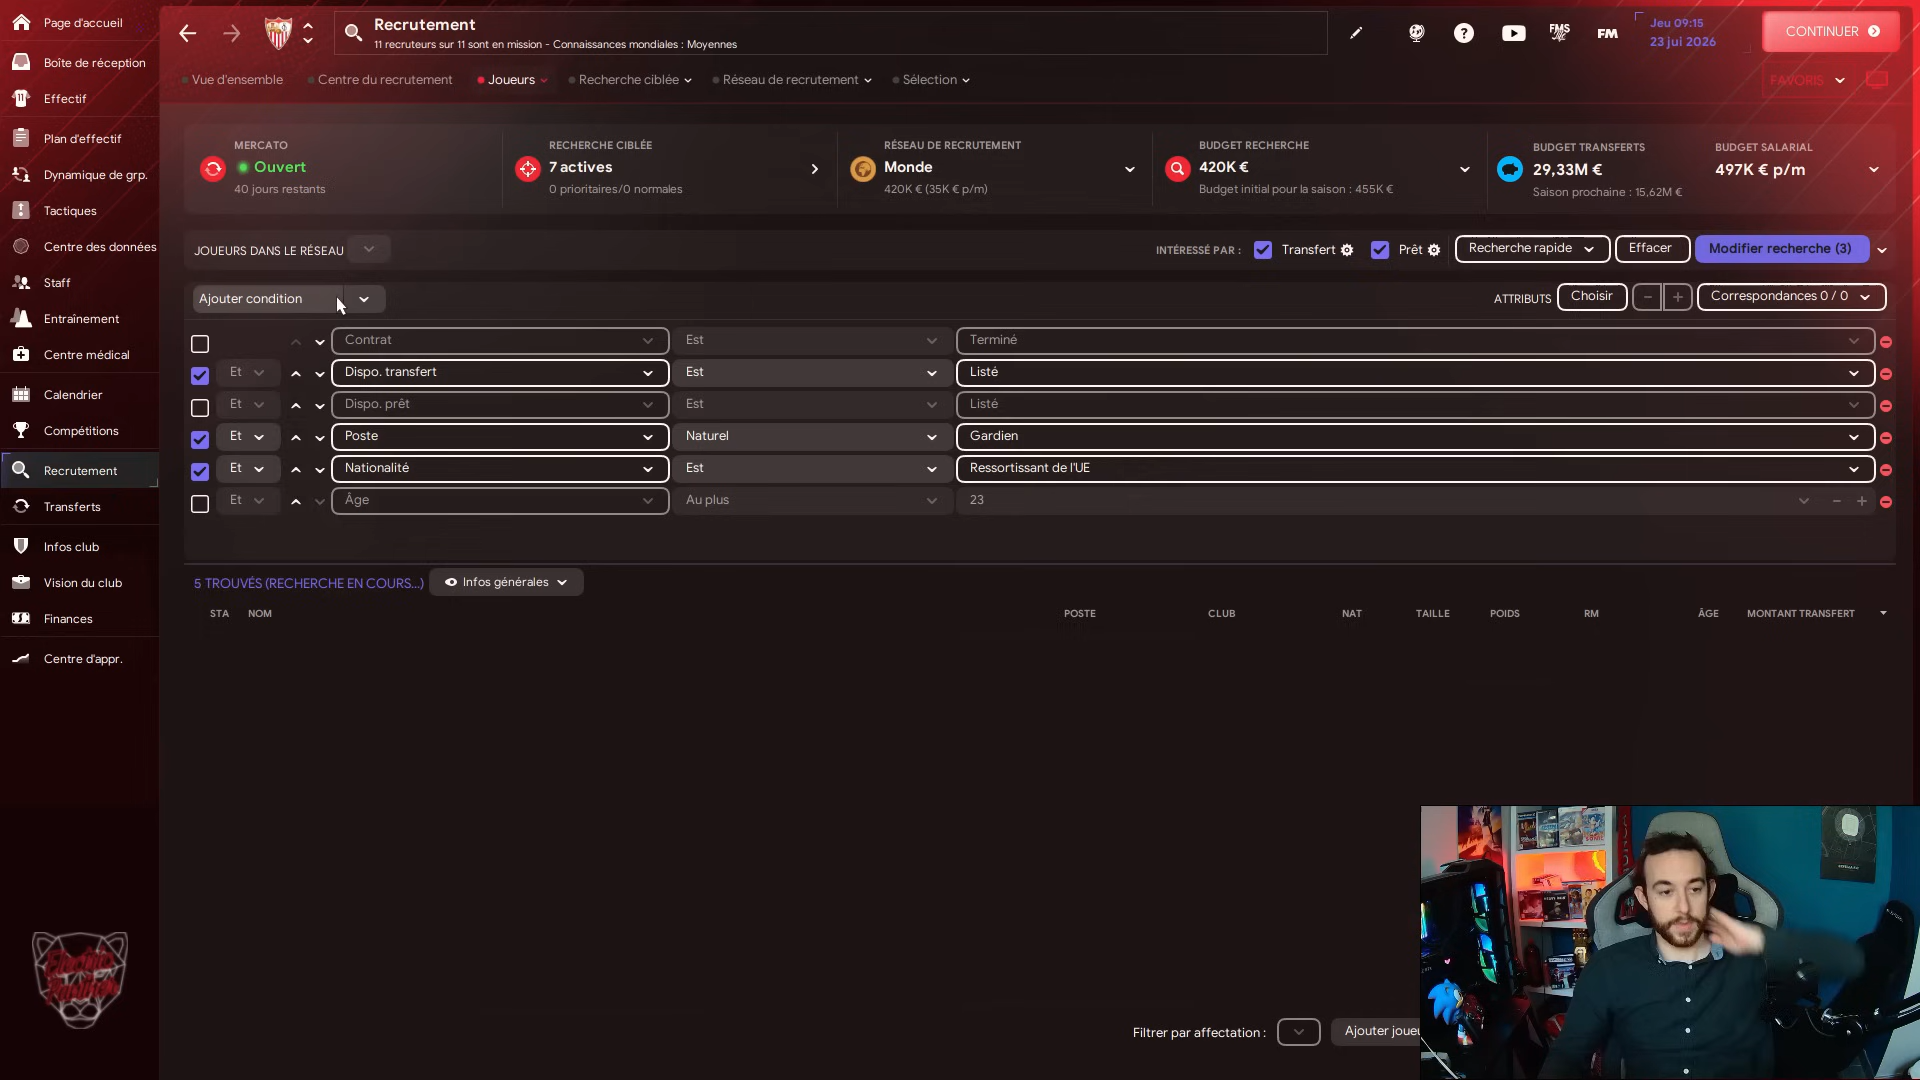 Page d'accueil
Boîte de réception
Effectif
Plan d'effectif
Dynamique de grp.
Tactiques
Centre des données
Staff
Entraînement
Centre médical
Calendrier
Compétitions
Recrutement
Transferts
Infos club
Vision du club
Finances
Centre d'appr.
Recrutement
11 recruteurs sur 11 sont en mission - Connaissances mondiales : Moyennes
FMS
FM
Jeu 09:15
23 jui 2026
CONTINUER
Vue d'ensemble
Centre du recrutement
Joueurs
Recherche ciblée
Réseau de recrutement
Sélection
FAVORIS
MERCATO
Ouvert
40 jours restants
RECHERCHE CIBLÉE
7 actives
0 prioritaires/0 normales
RÉSEAU DE RECRUTEMENT
Monde
420K € (35K € p/m)
BUDGET RECHERCHE
420K €
Budget initial pour la saison : 455K €
BUDGET TRANSFERTS
29,33M €
Saison prochaine : 15,62M €
BUDGET SALARIAL
497K € p/m
JOUEURS DANS LE RÉSEAU
INTÉRESSÉ PAR :
Transfert
Prêt
Recherche rapide
Effacer
Modifier recherche (3)
Ajouter condition
ATTRIBUTS
Choisir
Correspondances 0 / 0
Contrat Est Terminé
Et Dispo. transfert Est Listé
Et Dispo. prêt Est Listé
Et Poste Naturel Gardien
Et Nationalité Est Ressortissant de l'UE
Et Âge Au plus 23
5 TROUVÉS (RECHERCHE EN COURS...)
Infos générales
STA NOM POSTE CLUB NAT TAILLE POIDS RM ÂGE MONTANT TRANSFERT
Filtrer par affectation :
Ajouter joueu